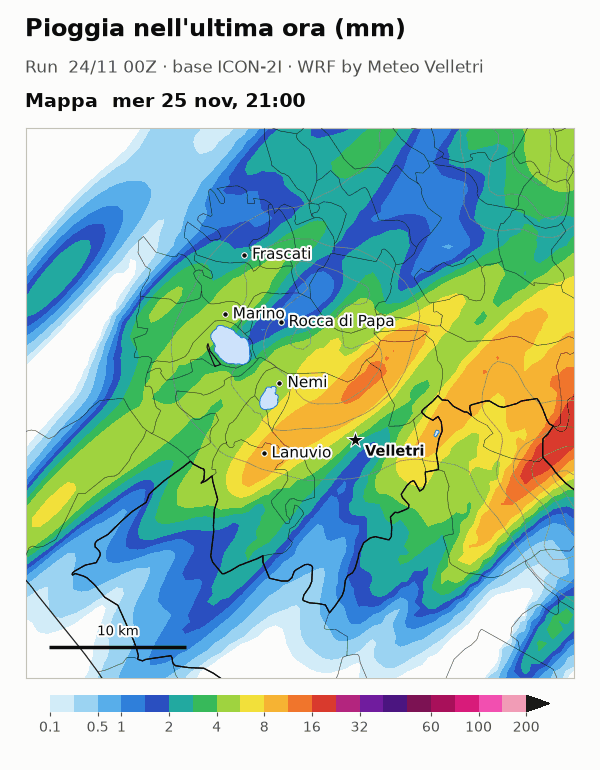 Pioggia nell'ultima ora (mm)
Run  24/11 00Z · base ICON-2I · WRF by Meteo Velletri
Mappa  mer 25 nov, 21:00
Frascati
Marino
Rocca di Papa
Nemi
Velletri
Lanuvio
10 km
0.1 0.5 1 2 4 8 16 32 60 100 200